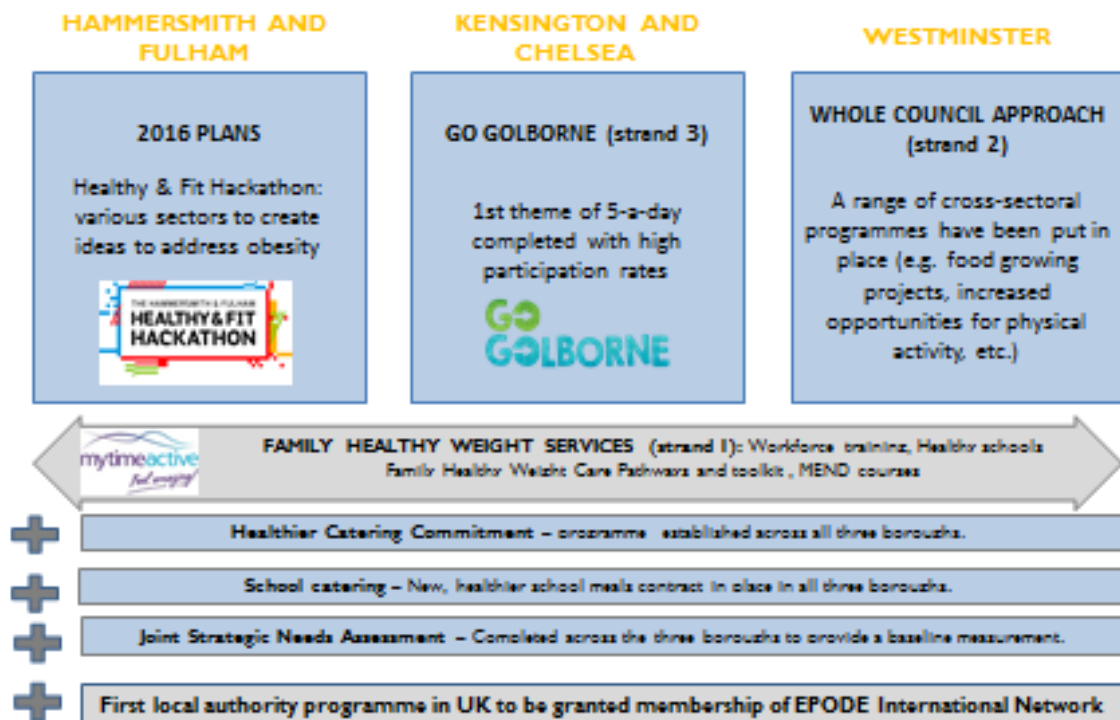 HAMMERSMITH AND
FULHAM
KENSINGTON AND
CHELSEA
WESTMINSTER
2016 PLANS
Healthy & Fit Hackathon:
various sectors to create
ideas to address obesity
THE HAMMERSMITH & FULHAM
HEALTHY & FIT
HACKATHON
GO GOLBORNE (strand 3)
1st theme of 5-a-day
completed with high
participation rates
GO
GOLBORNE
WHOLE COUNCIL APPROACH
(strand 2)
A range of cross-sectoral
programmes have been put in
place (e.g. food growing
projects, increased
opportunities for physical
activity, etc.)
mytimeactive
feel amazing!
FAMILY HEALTHY WEIGHT SERVICES (strand 1): Workforce training, Healthy schools
Family Healthy Weight Care Pathways and toolkit , MEND courses
Healthier Catering Commitment – programme established across all three boroughs.
School catering – New, healthier school meals contract in place in all three boroughs.
Joint Strategic Needs Assessment – Completed across the three boroughs to provide a baseline measurement.
First local authority programme in UK to be granted membership of EPODE International Network